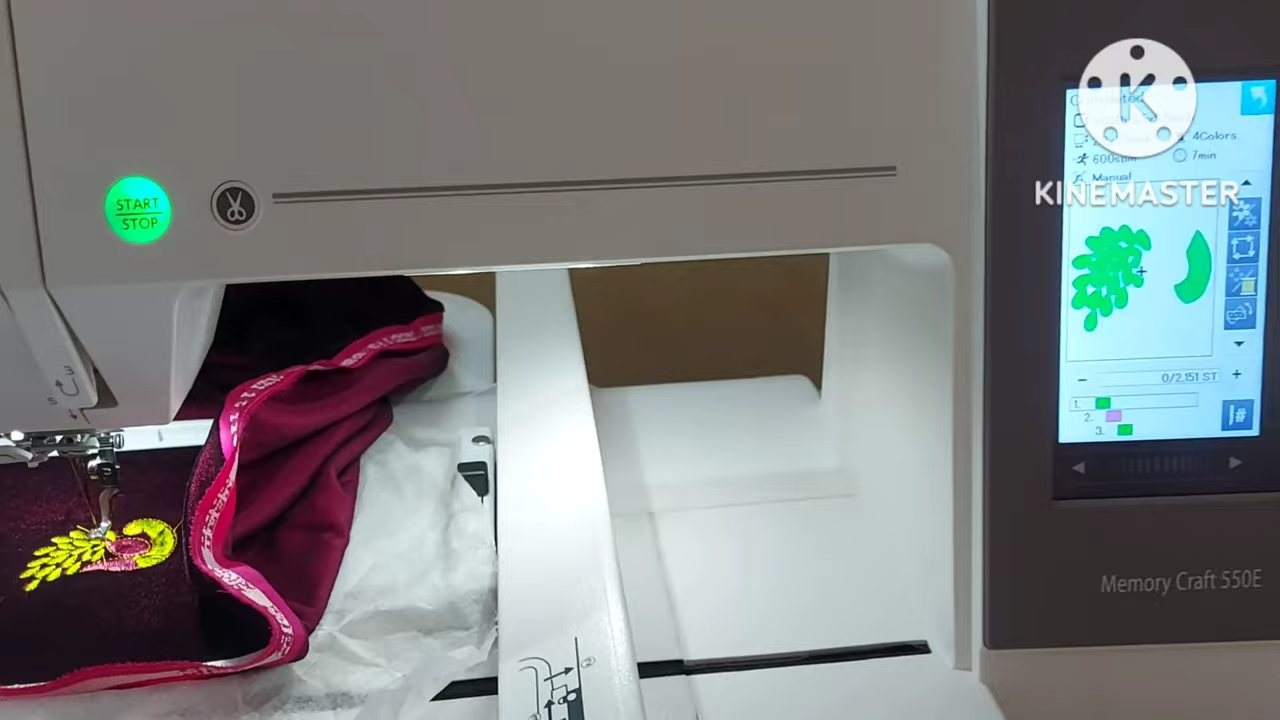 START
STOP
KINEMASTER
4Colors
600spm
7min
Manual
0/2,151 ST
1.
2.
3.
Memory Craft 550E